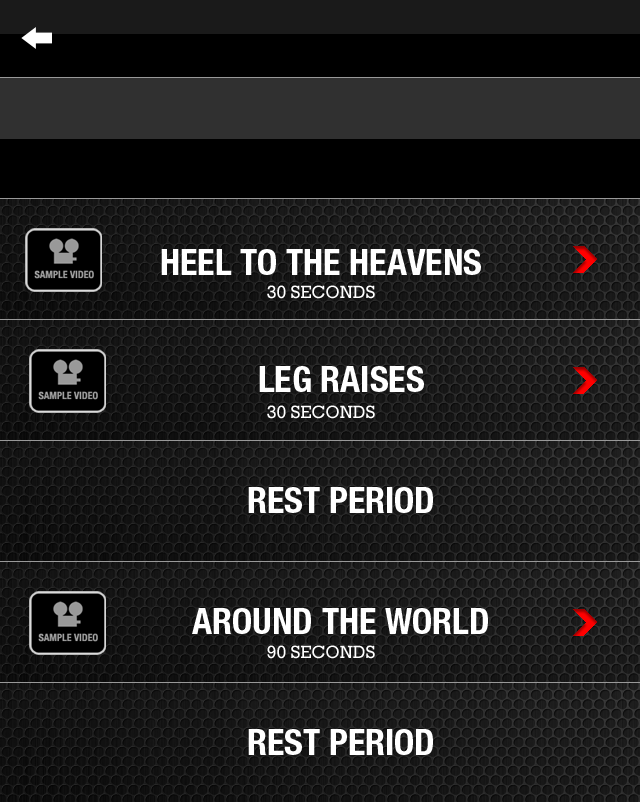 SAMPLE VIDEO
HEEL TO THE HEAVENS
30 SECONDS
SAMPLE VIDEO
LEG RAISES
30 SECONDS
REST PERIOD
SAMPLE VIDEO
AROUND THE WORLD
90 SECONDS
REST PERIOD